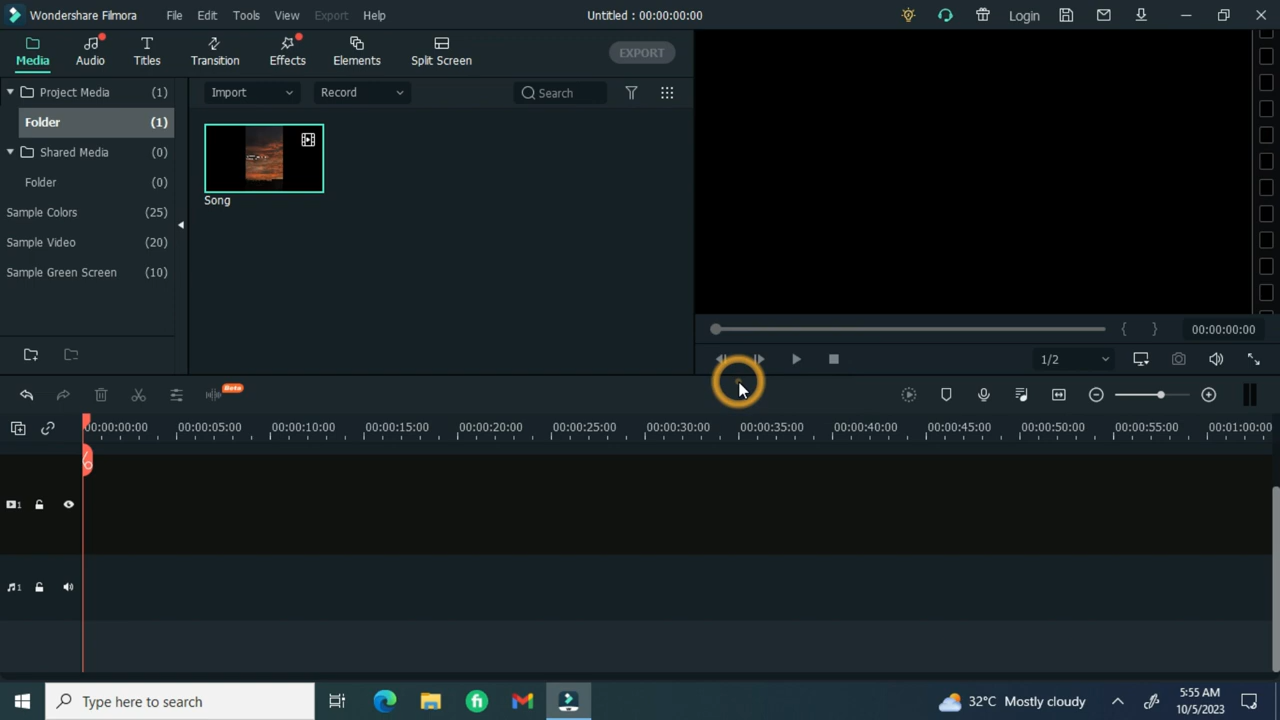 Wondershare Filmora File Edit Tools View Export Help Untitled : 00:00:00:00 Login
Media Audio Titles Transition Effects Elements Split Screen EXPORT
Project Media (1)
Folder (1)
Shared Media (0)
Folder (0)
Sample Colors (25)
Sample Video (20)
Sample Green Screen (10)
Import Record Search
Song
00:00:00:00
1/2
Beta
00:00:00:00 00:00:05:00 00:00:10:00 00:00:15:00 00:00:20:00 00:00:25:00 00:00:30:00 00:00:35:00 00:00:40:00 00:00:45:00 00:00:50:00 00:00:55:00 00:01:00:00
1
1
Type here to search 32°C Mostly cloudy 5:55 AM
10/5/2023